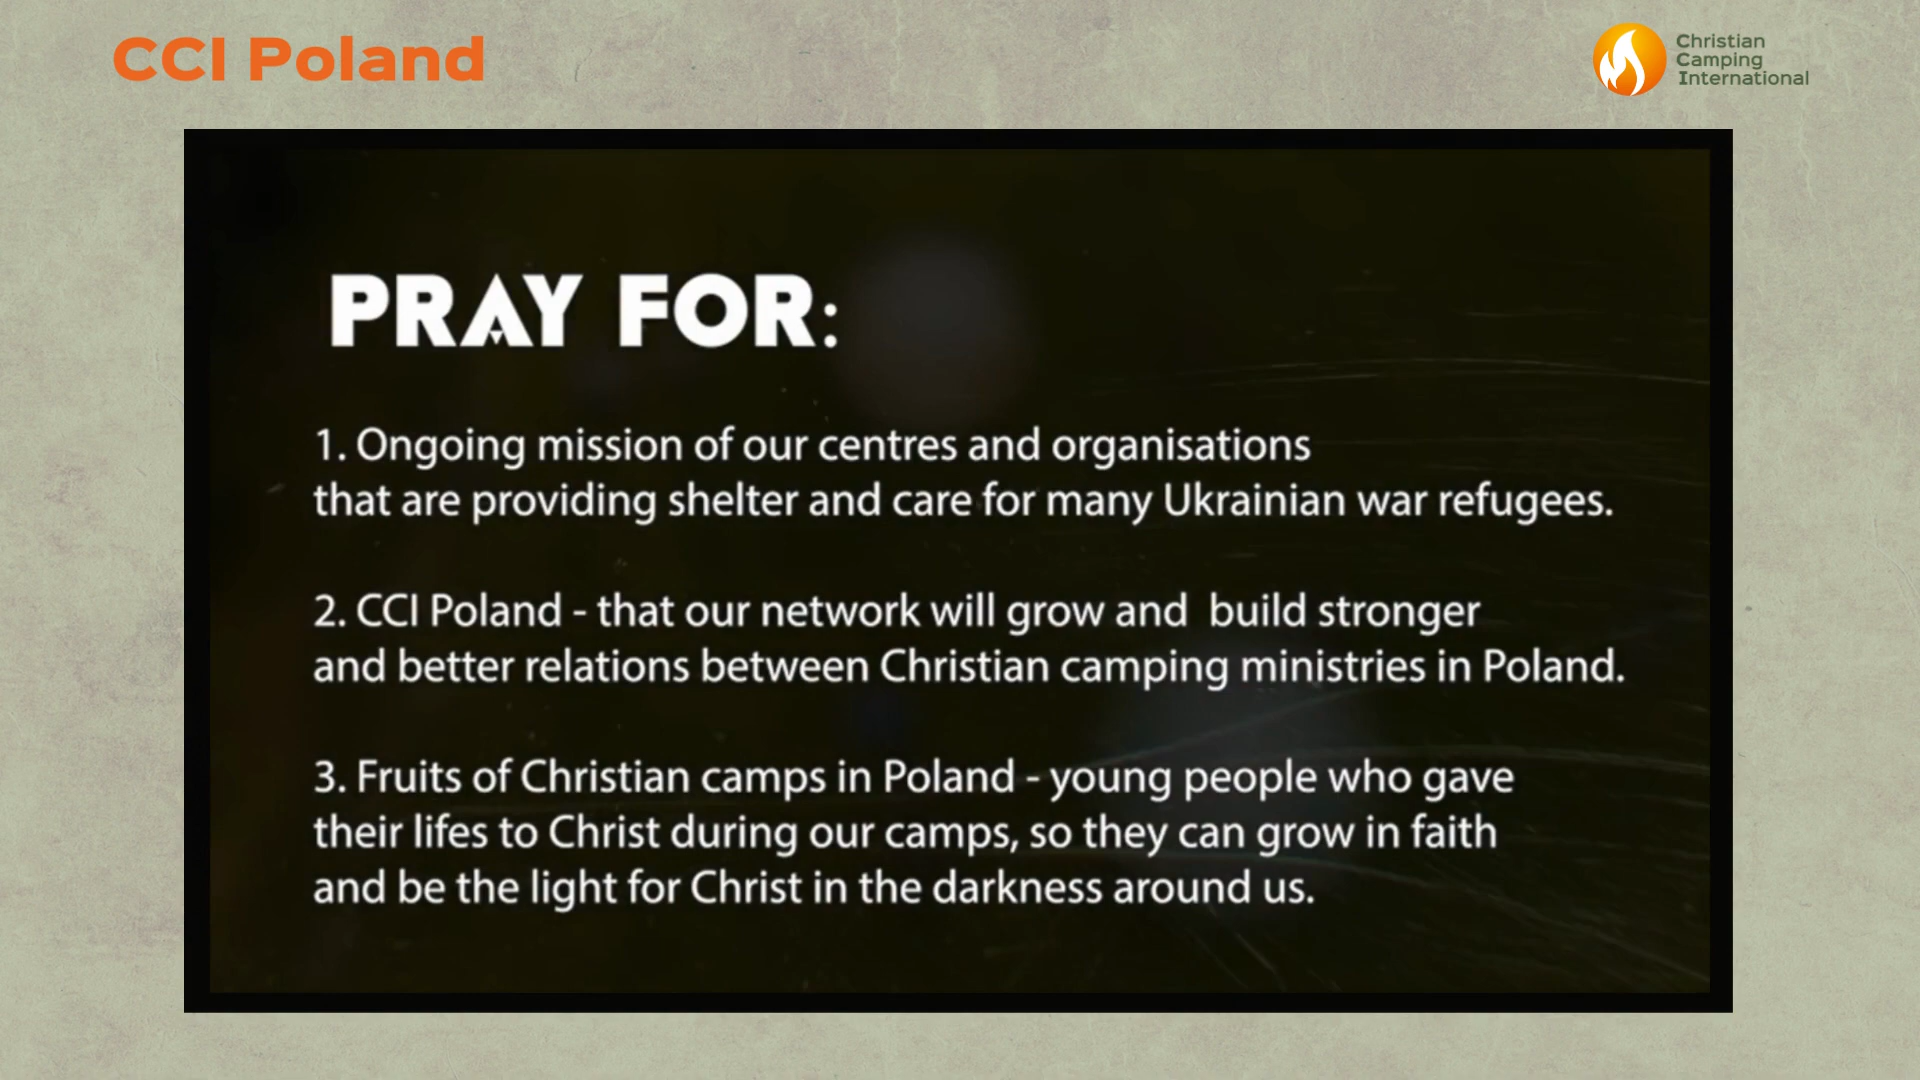 CCI Poland
Christian
Camping
International
PRAY FOR:
1. Ongoing mission of our centres and organisations
that are providing shelter and care for many Ukrainian war refugees.
2. CCI Poland - that our network will grow and  build stronger
and better relations between Christian camping ministries in Poland.
3. Fruits of Christian camps in Poland - young people who gave
their lifes to Christ during our camps, so they can grow in faith
and be the light for Christ in the darkness around us.